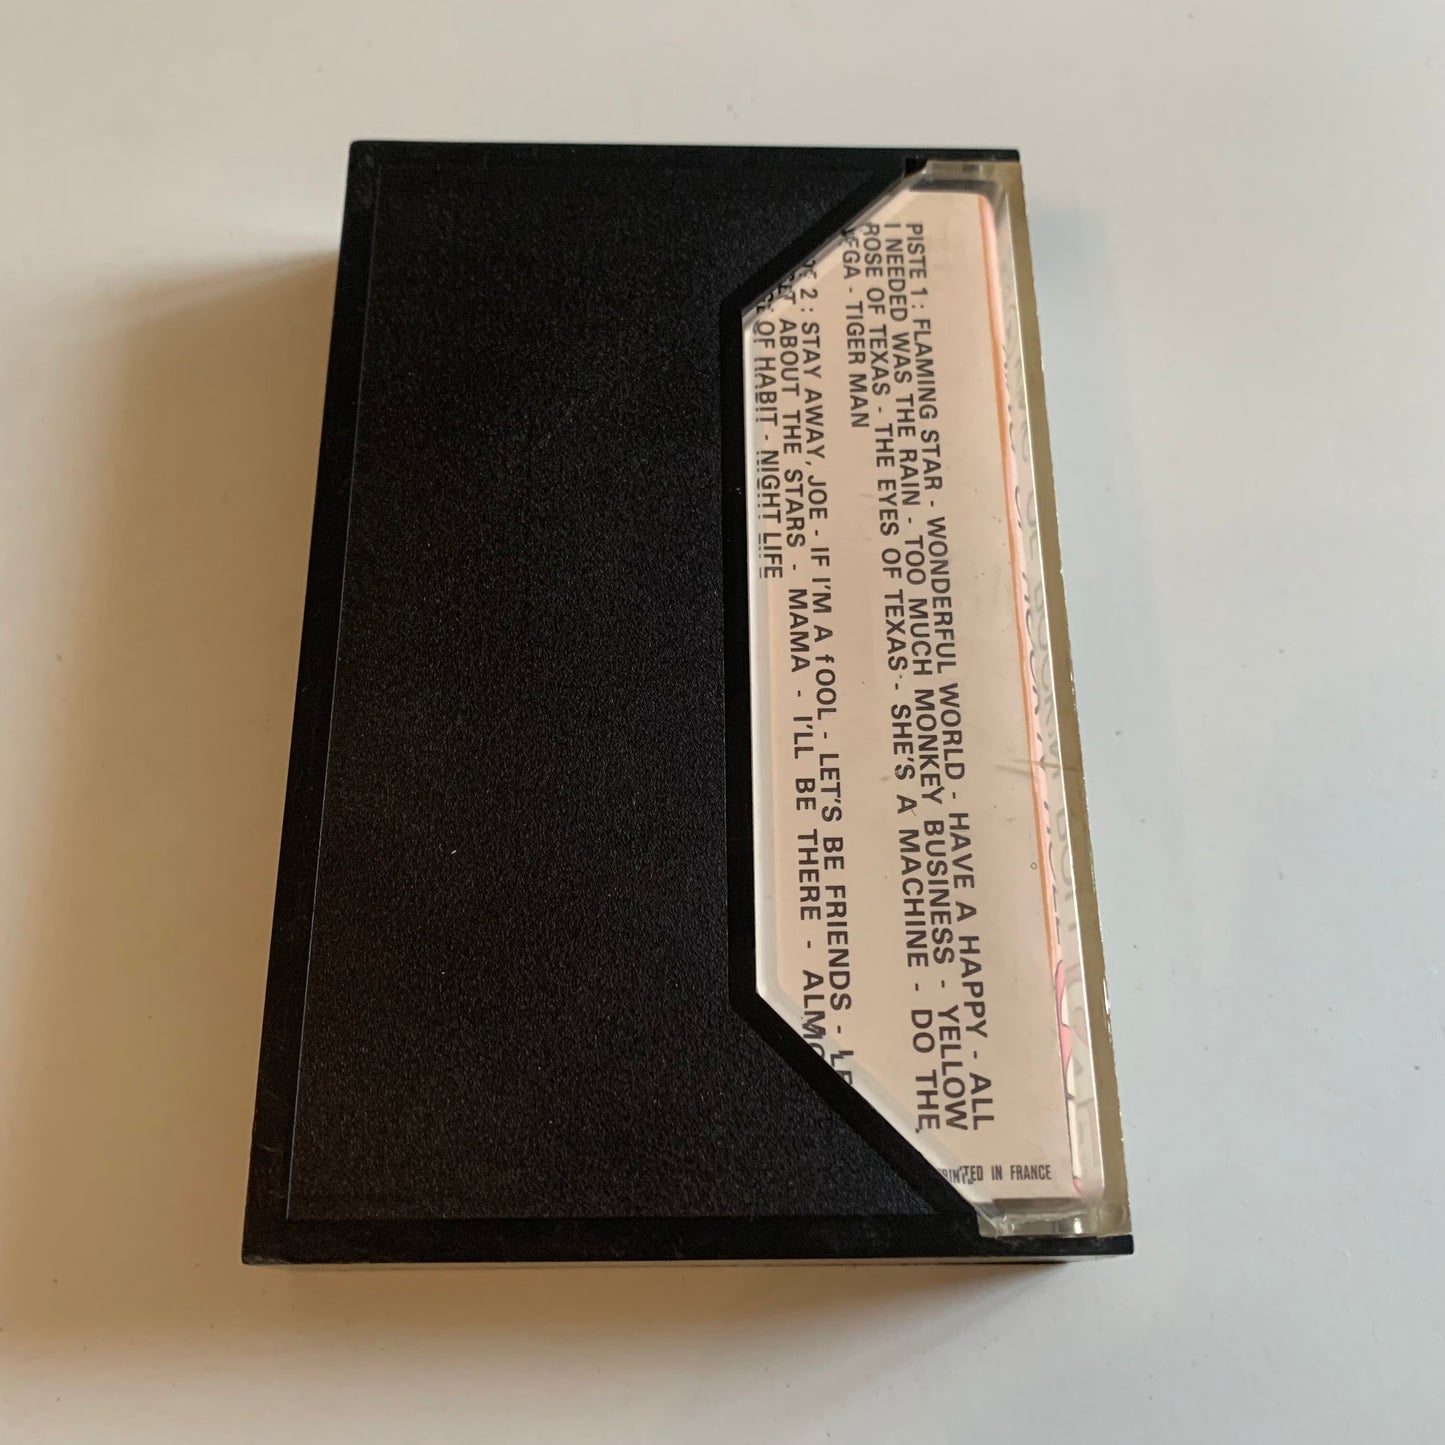 PISTE 1 : FLAMING STAR - WONDERFUL WORLD - HAVE A HAPPY - ALL
I NEEDED WAS THE RAIN - TOO MUCH MONKEY BUSINESS - YELLOW
ROSE OF TEXAS - THE EYES OF TEXAS - SHE'S A MACHINE - DO THE
VEGA - TIGER MAN
2 : STAY AWAY, JOE - IF I'M A fOOL - LET'S BE FRIENDS -
ABOUT THE STARS - MAMA - I'LL BE THERE -
OF HABIT - NIGHT LIFE
PRINTED IN FRANCE